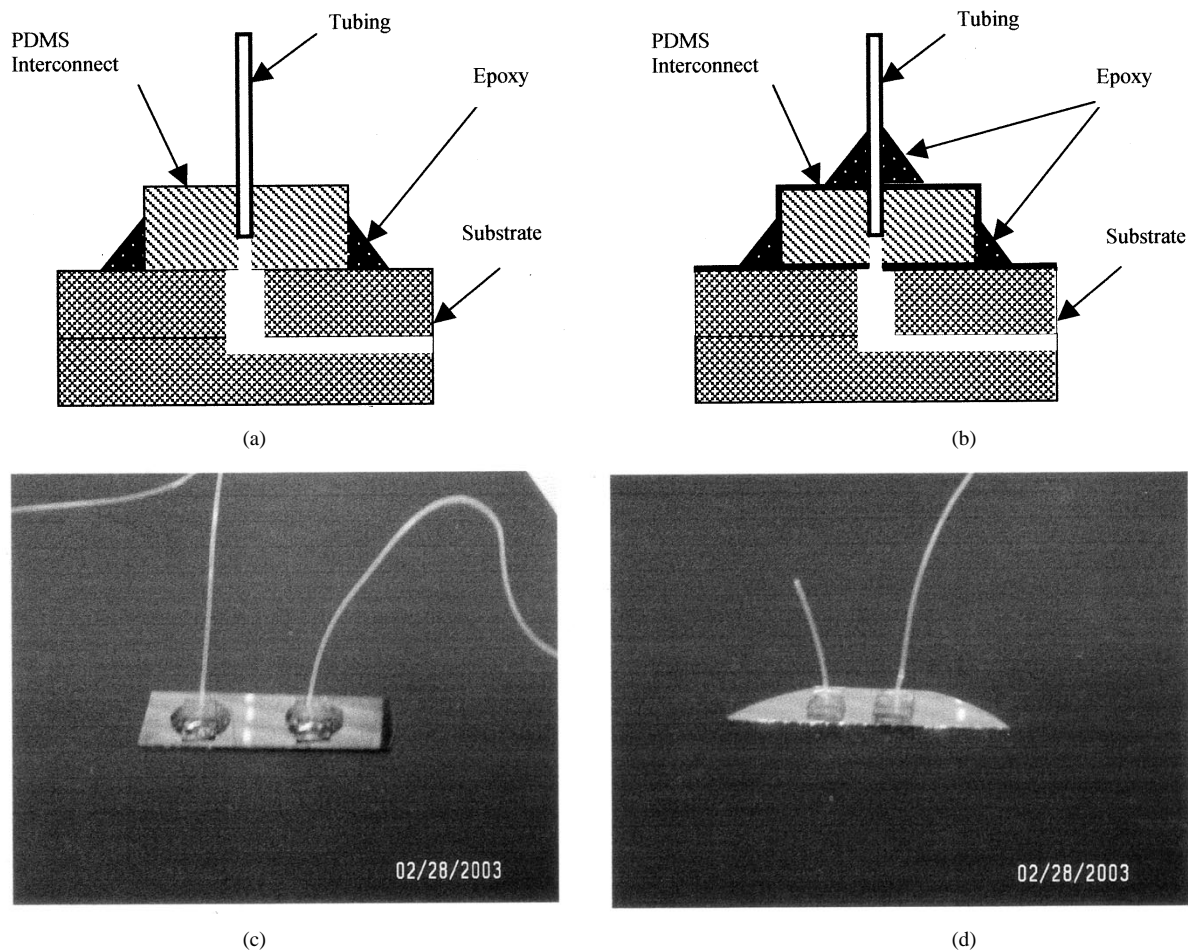 PDMS
Interconnect
Tubing
Epoxy
Substrate
(a)
PDMS
Interconnect
Tubing
Epoxy
Substrate
(b)
02/28/2003
(c)
02/28/2003
(d)